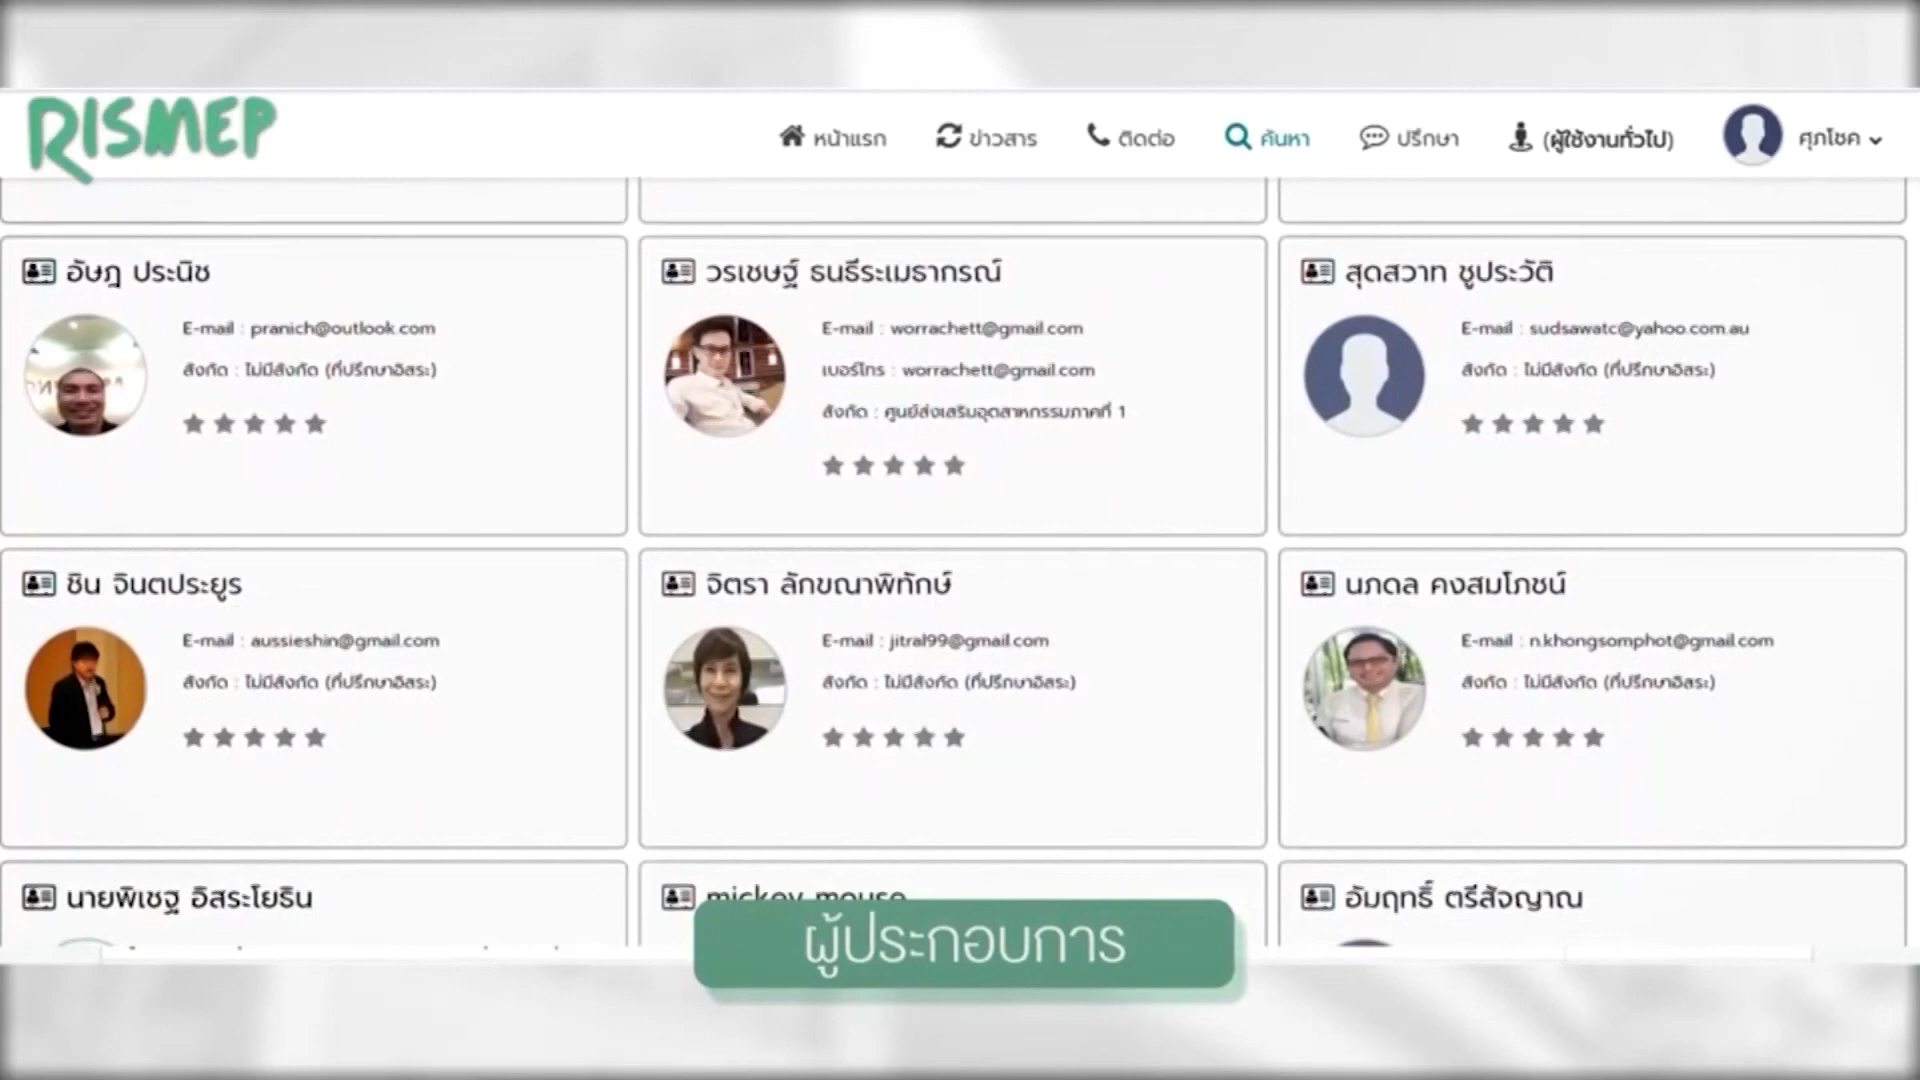 RISMEP
หน้าแรก
ข่าวสาร
ติดต่อ
ค้นหา
ปรึกษา
(ผู้ใช้งานทั่วไป)
ศุภโชค
อัษฎ ประนิช
E-mail : pranich@outlook.com
สังกัด : ไม่มีสังกัด (ที่ปรึกษาอิสระ)
วรเชษฐ์ ธนธีระเมธากรณ์
E-mail : worrachett@gmail.com
เบอร์โทร : worrachett@gmail.com
สังกัด : ศูนย์ส่งเสริมอุตสาหกรรมภาคที่ 1
สุดสวาท ชูประวัติ
E-mail : sudsawatc@yahoo.com.au
สังกัด : ไม่มีสังกัด (ที่ปรึกษาอิสระ)
ชิน จินตประยูร
E-mail : aussieshin@gmail.com
สังกัด : ไม่มีสังกัด (ที่ปรึกษาอิสระ)
จิตรา ลักขณาพิทักษ์
E-mail : jitral99@gmail.com
สังกัด : ไม่มีสังกัด (ที่ปรึกษาอิสระ)
นภดล คงสมโภชน์
E-mail : n.khongsomphot@gmail.com
สังกัด : ไม่มีสังกัด (ที่ปรึกษาอิสระ)
นายพิเชฐ อิสระโยธิน
mickey mouse
อัมฤทธิ์ ตรีสัจญาณ
ผู้ประกอบการ